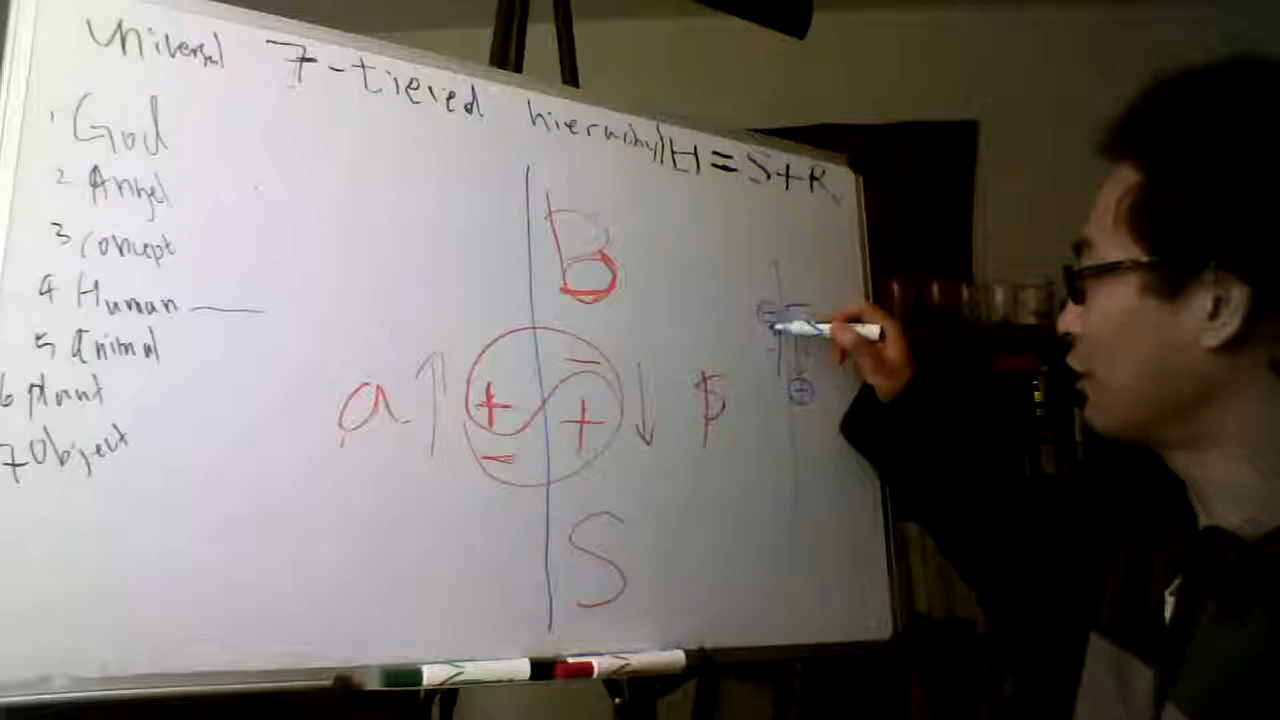 Universal 7-tiered hierarchy H=S+R
1 God
2 Angel
3 Concept
4 Human
5 Animal
6 plant
7 Object
B
a ↑ + − + − ↓ β
S
− −
+